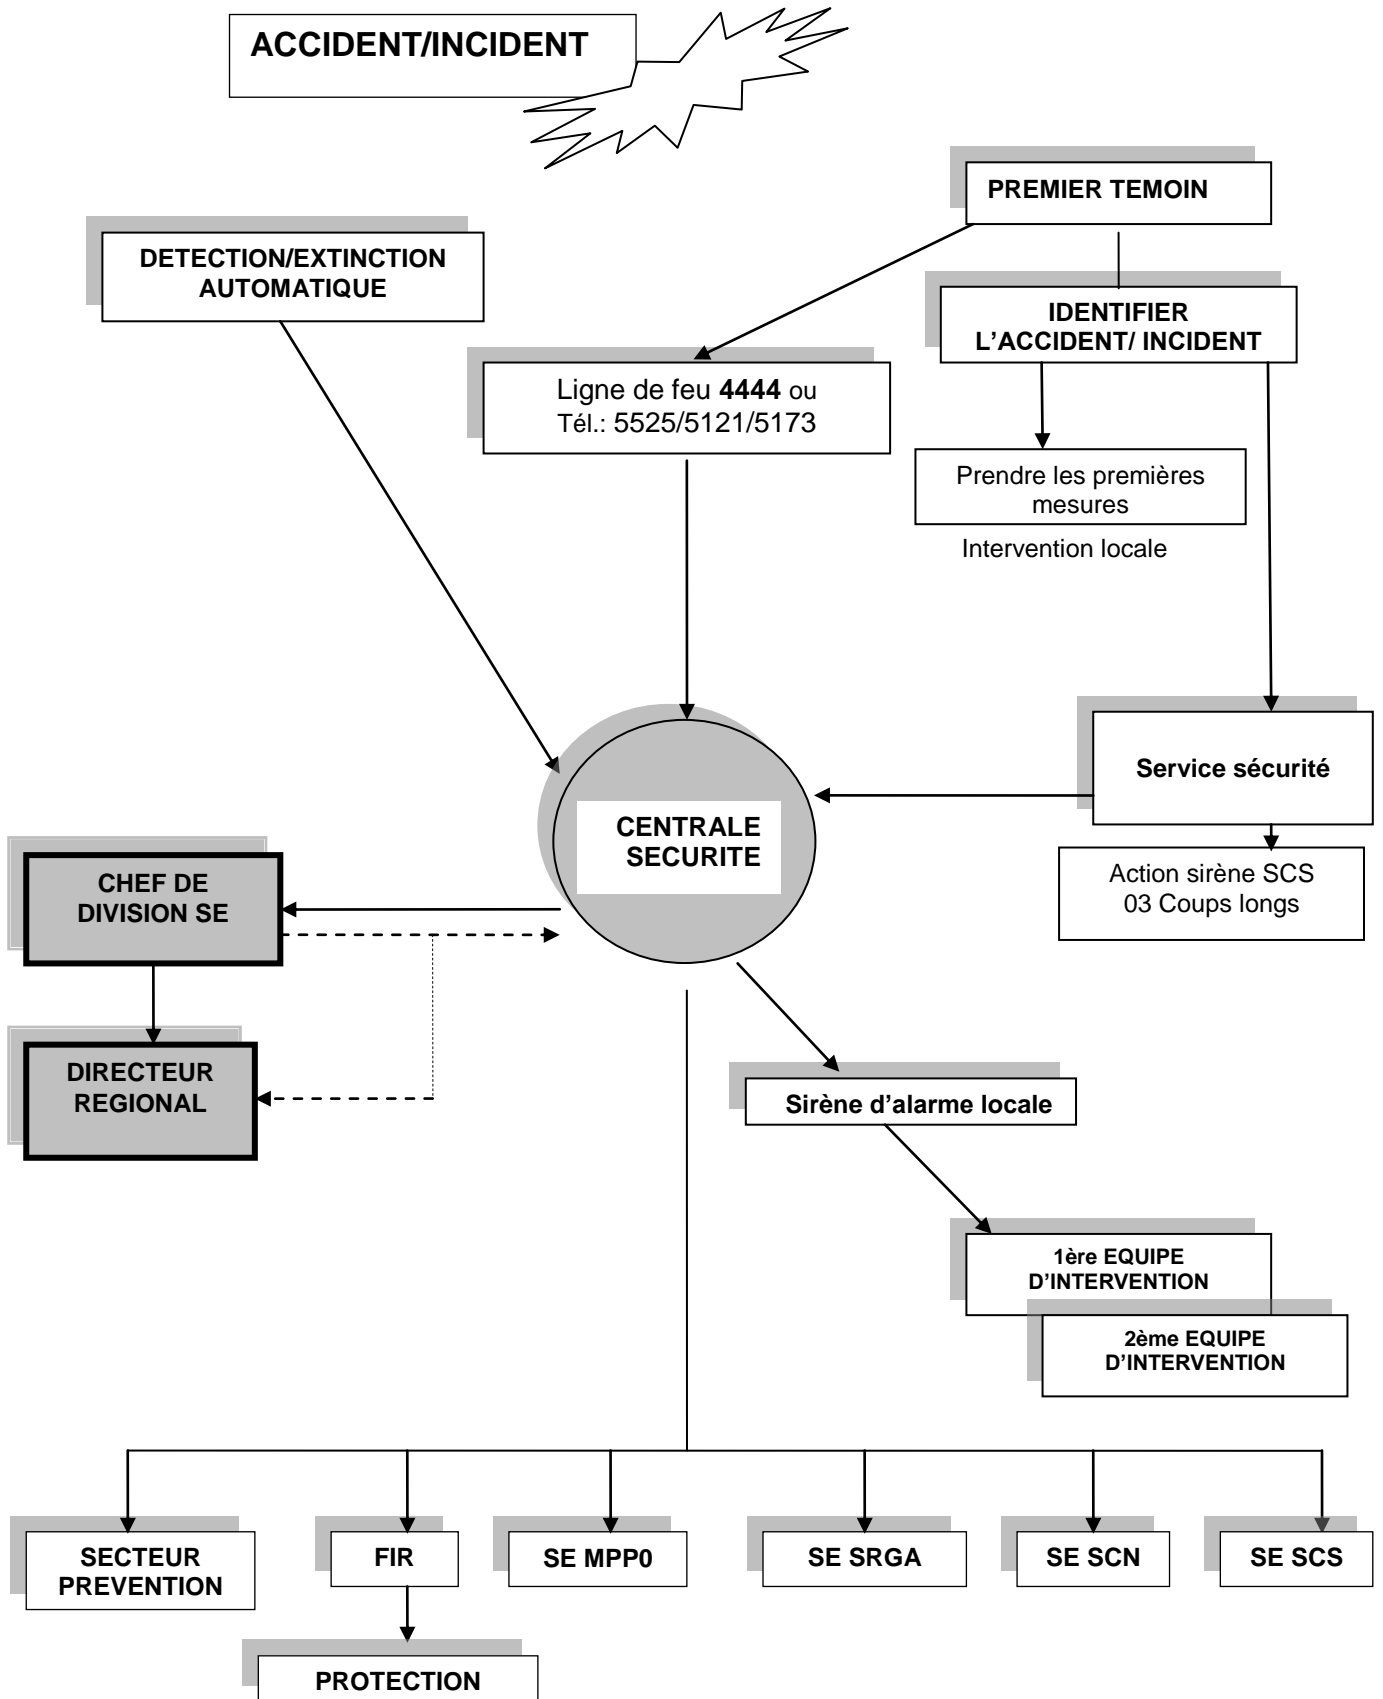 ACCIDENT/INCIDENT
PREMIER TEMOIN
DETECTION/EXTINCTION
AUTOMATIQUE
IDENTIFIER
L’ACCIDENT/ INCIDENT
Ligne de feu 4444 ou
Tél.: 5525/5121/5173
Prendre les premières
mesures
Intervention locale
Service sécurité
CENTRALE
SECURITE
Action sirène SCS
03 Coups longs
CHEF DE
DIVISION SE
DIRECTEUR
REGIONAL
Sirène d’alarme locale
1ère EQUIPE
D’INTERVENTION
2ème EQUIPE
D’INTERVENTION
SECTEUR
PREVENTION
FIR
SE MPP0
SE SRGA
SE SCN
SE SCS
PROTECTION